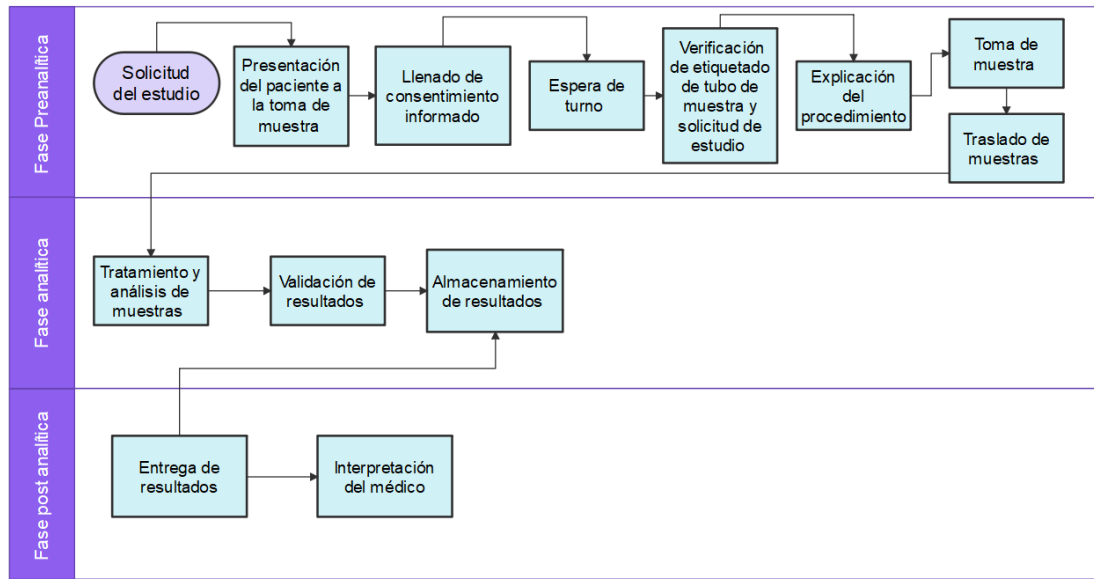 Fase Preanalítica
Solicitud
del estudio
Presentación
del paciente a
la toma de
muestra
Llenado de
consentimiento
informado
Espera de
turno
Verificación
de etiquetado
de tubo de
muestra y
solicitud de
estudio
Explicación
del
procedimiento
Toma de
muestra
Traslado de
muestras
Fase analítica
Tratamiento y
análisis de
muestras
Validación de
resultados
Almacenamiento
de resultados
Fase post analítica
Entrega de
resultados
Interpretación
del médico